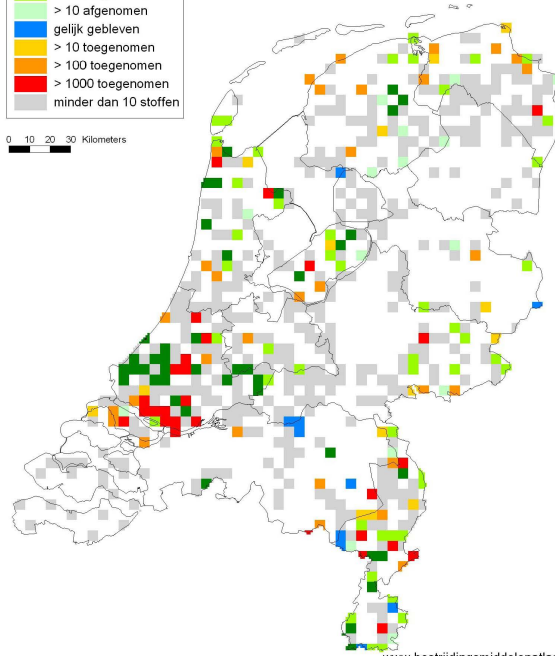 > 10 afgenomen
gelijk gebleven
> 10 toegenomen
> 100 toegenomen
> 1000 toegenomen
minder dan 10 stoffen
0 10 20 30 Kilometers